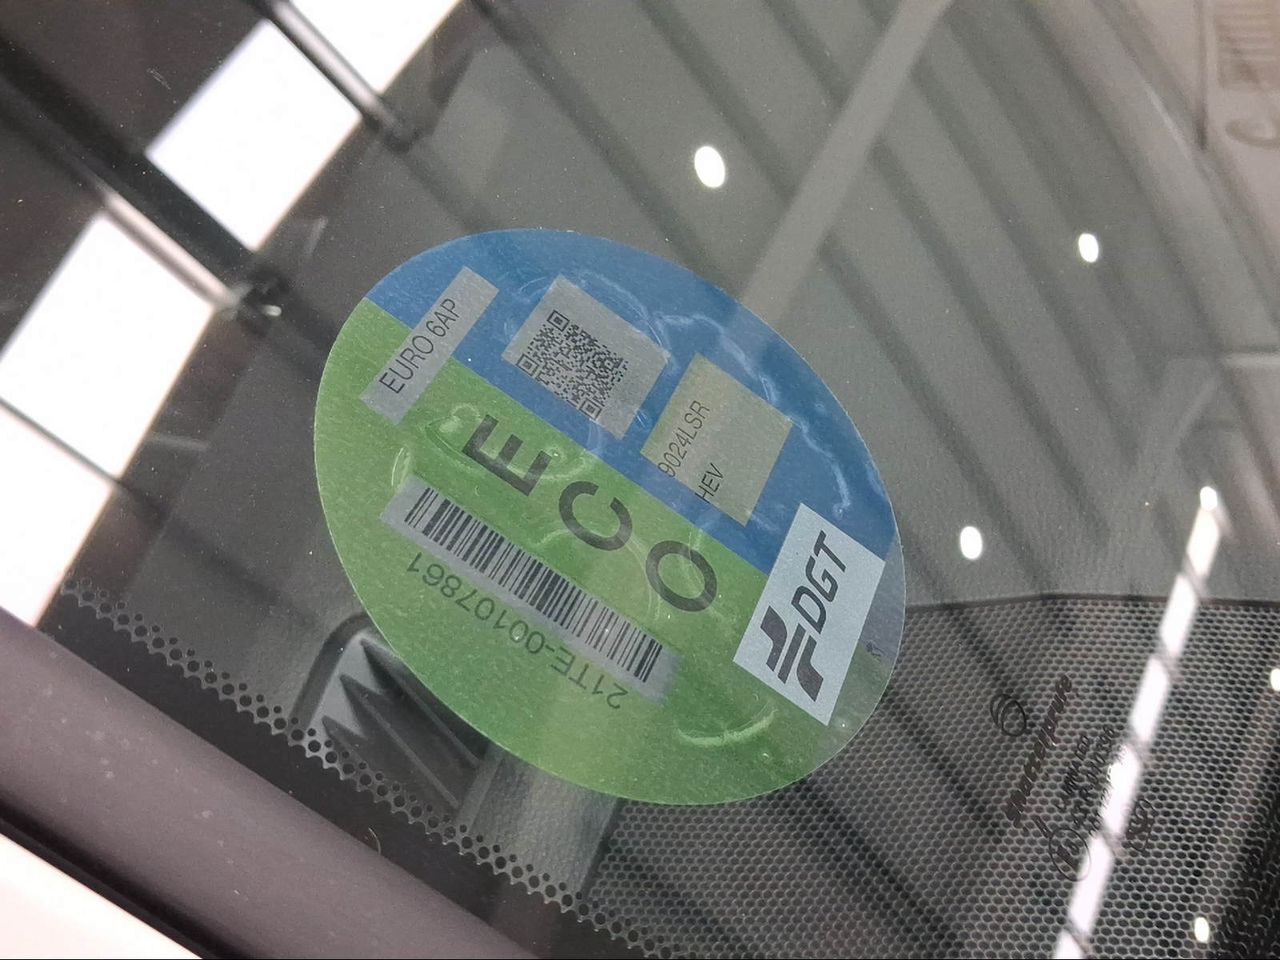 EURO 6AP
9024LSR
HEV
ECO
21TE-00107861
DGT